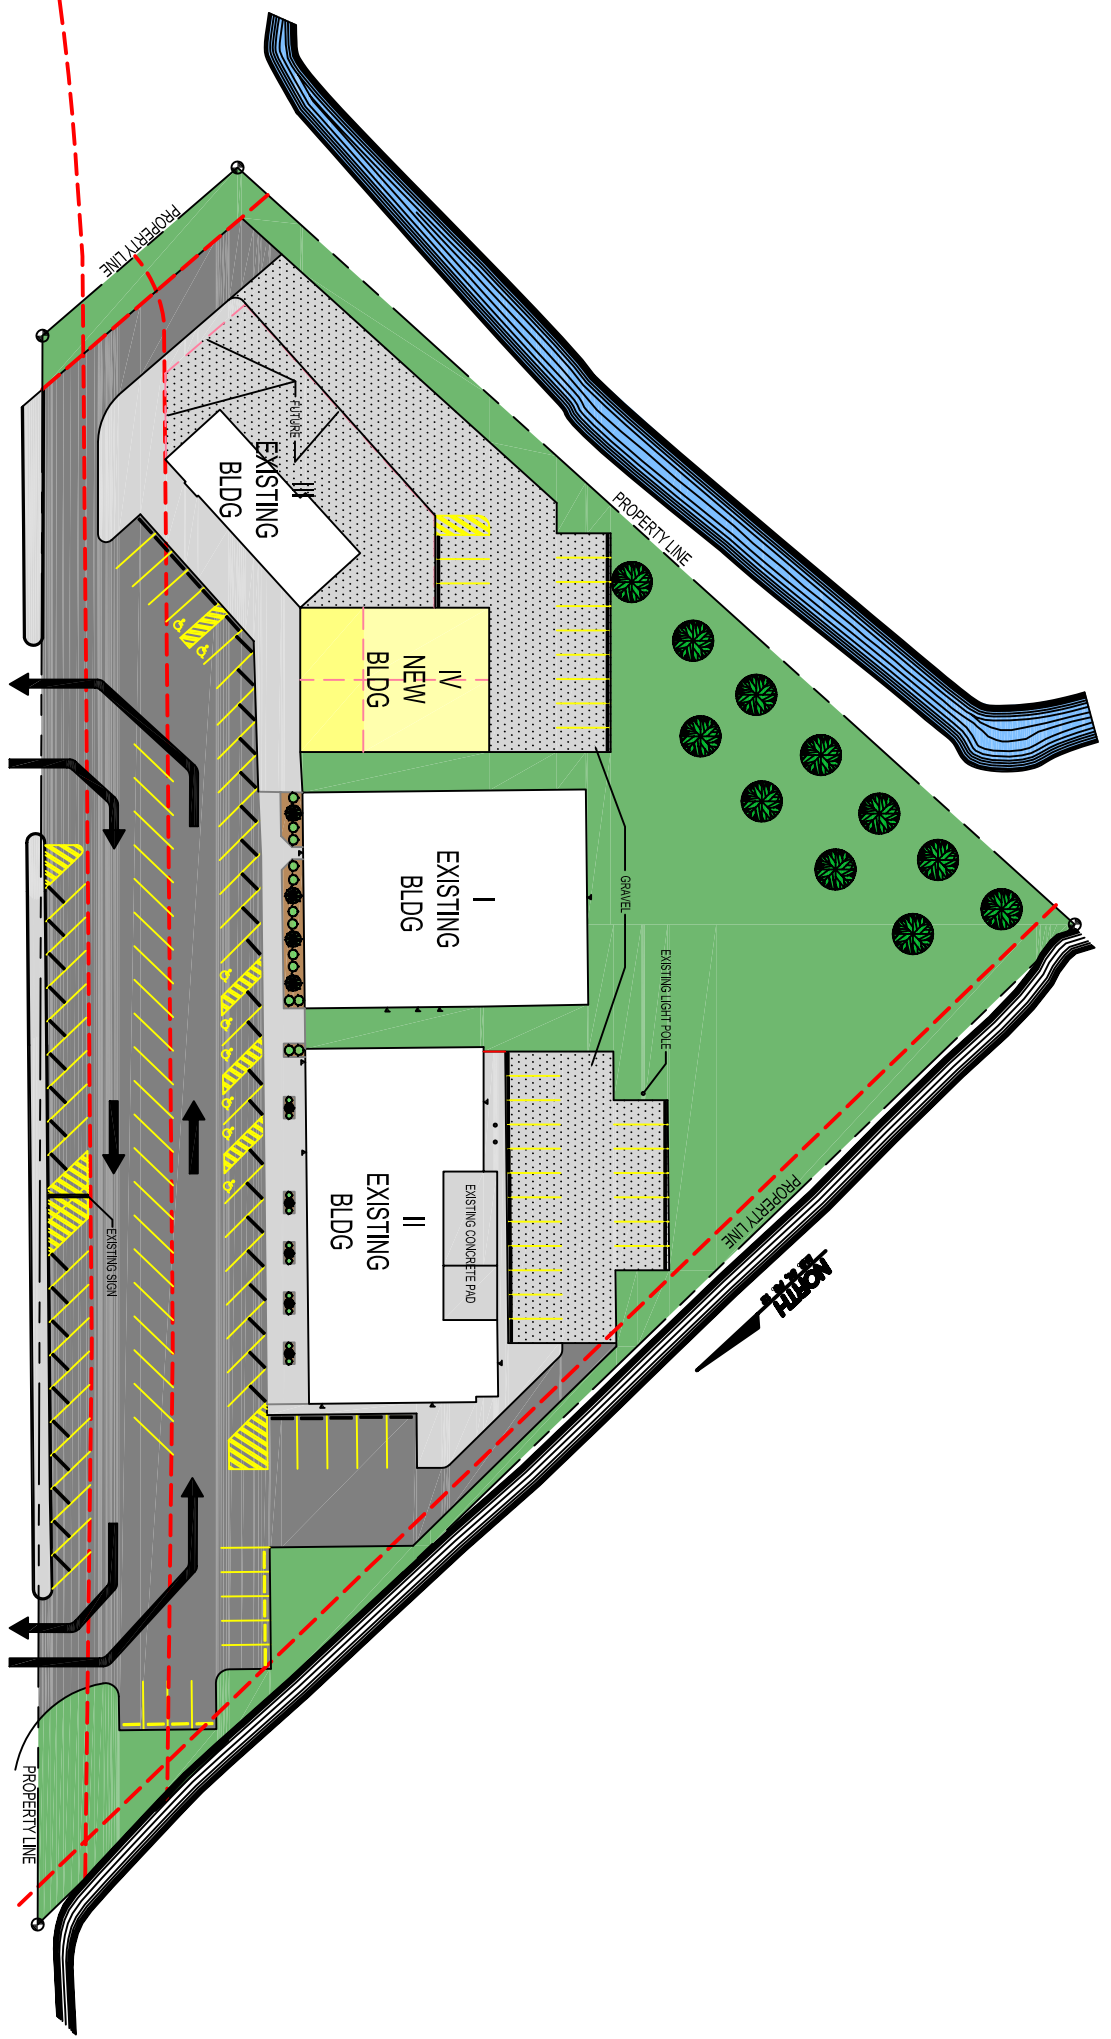 PROPERTY LINE
FUTURE
III
EXISTING
BLDG
PROPERTY LINE
IV
NEW
BLDG
I
EXISTING
BLDG
GRAVEL
EXISTING LIGHT POLE
II
EXISTING
BLDG
EXISTING CONCRETE PAD
EXISTING SIGN
PROPERTY LINE
NORTH
PROPERTY LINE